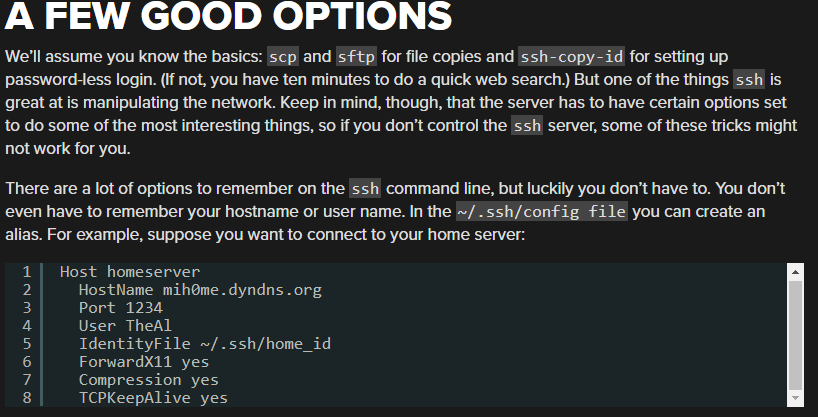 A FEW GOOD OPTIONS
We’ll assume you know the basics: scp and sftp for file copies and ssh-copy-id for setting up
password-less login. (If not, you have ten minutes to do a quick web search.) But one of the things ssh is
great at is manipulating the network. Keep in mind, though, that the server has to have certain options set
to do some of the most interesting things, so if you don’t control the ssh server, some of these tricks might
not work for you.
There are a lot of options to remember on the ssh command line, but luckily you don’t have to. You don’t
even have to remember your hostname or user name. In the ~/.ssh/config file you can create an
alias. For example, suppose you want to connect to your home server:
1 Host homeserver
2 HostName mih0me.dyndns.org
3 Port 1234
4 User TheAl
5 IdentityFile ~/.ssh/home_id
6 ForwardX11 yes
7 Compression yes
8 TCPKeepAlive yes